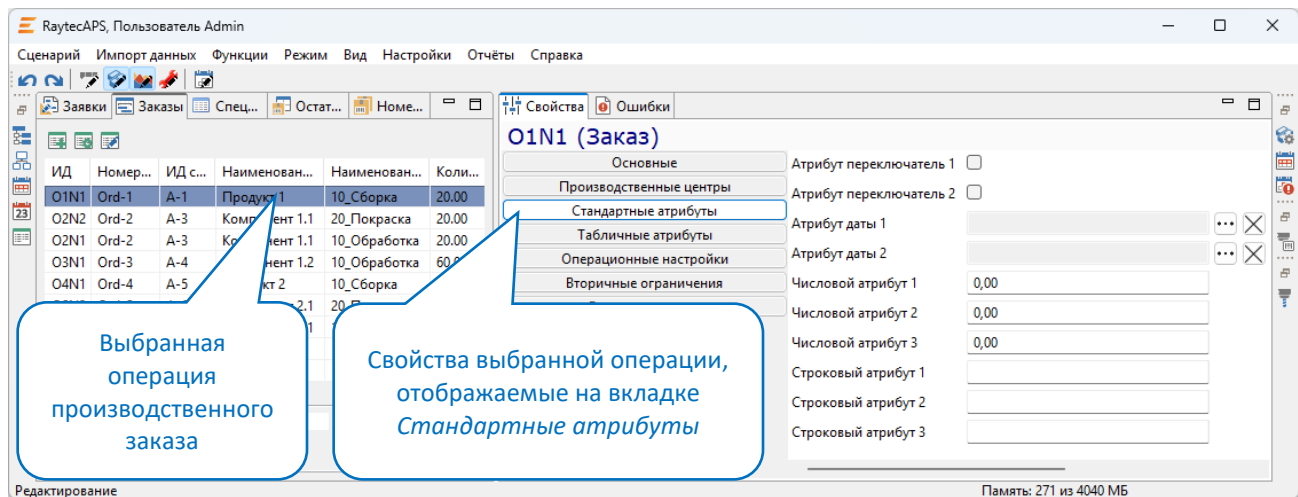 RaytecAPS, Пользователь Admin
Сценарий Импорт данных Функции Режим Вид Настройки Отчёты Справка
Заявки Заказы Спец... Остат... Номе... Свойства Ошибки
O1N1 (Заказ)
ИД Номер... ИД с... Наименован... Наименован... Коли...
O1N1 Ord-1 A-1 Продукт 1 10_Сборка 20.00
O2N2 Ord-2 A-3 Компонент 1.1 20_Покраска 20.00
O2N1 Ord-2 A-3 1.1 10_Обработка 20.00
O3N1 Ord-3 A-4 1.2 10_Обработка
O4N1 Ord-4 A-5 2 10_Сборка
2.1
23
Основные
Производственные центры
Стандартные атрибуты
Табличные атрибуты
Операционные настройки
Вторичные ограничения
Атрибут переключателя 1
Атрибут переключателя 2
Атрибут даты 1
Атрибут даты 2
Числовой атрибут 1 0,00
Числовой атрибут 2 0,00
Числовой атрибут 3 0,00
Строковый атрибут 1
Строковый атрибут 2
Строковый атрибут 3
Выбранная
операция
производственного
заказа
Свойства выбранной операции,
отображаемые на вкладке
Стандартные атрибуты
Редактирование Память: 271 из 4040 МБ